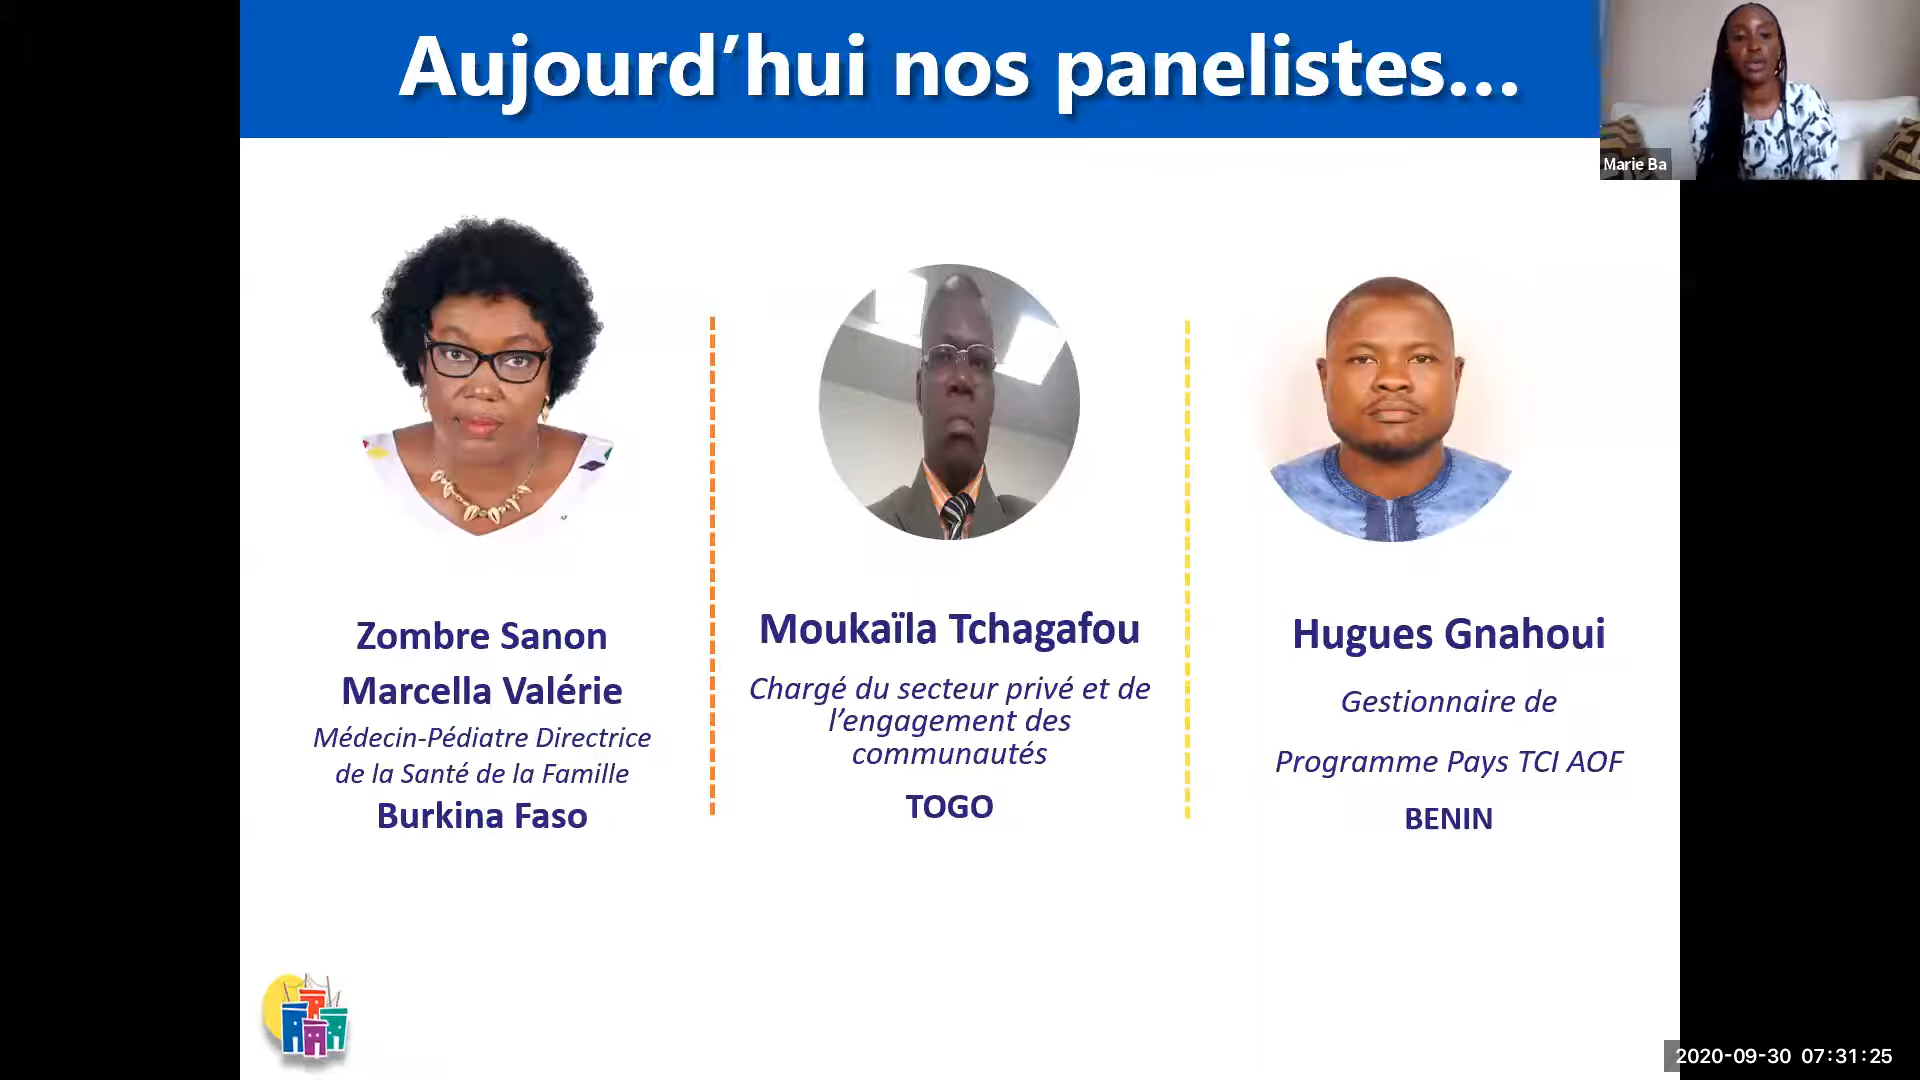 Aujourd’hui nos panelistes...
Marie Ba
Zombre Sanon
Marcella Valérie
Médecin-Pédiatre Directrice
de la Santé de la Famille
Burkina Faso
Moukaïla Tchagafou
Chargé du secteur privé et de
l’engagement des
communautés
TOGO
Hugues Gnahoui
Gestionnaire de
Programme Pays TCI AOF
BENIN
2020-09-30 07:31:25